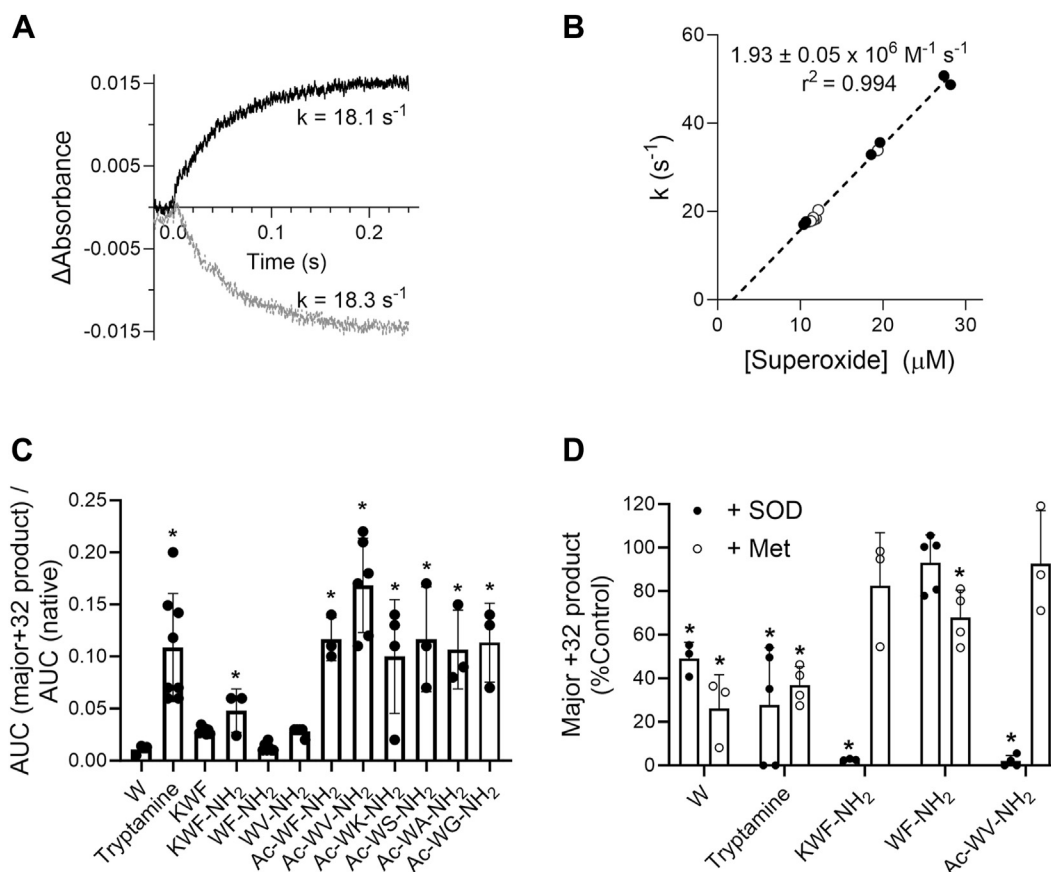 A
ΔAbsorbance
0.015
0.005
-0.005
-0.015
0.0
0.1
0.2
Time (s)
k = 18.1 s⁻¹
k = 18.3 s⁻¹
B
k (s⁻¹)
60
40
20
0
1.93 ± 0.05 x 10⁶ M⁻¹ s⁻¹
r² = 0.994
0
10
20
30
[Superoxide] (μM)
C
AUC (major+32 product) /
AUC (native)
0.25
0.20
0.15
0.10
0.05
0.00
* * * * * * * *
W
Tryptamine
KWF
KWF-NH₂
WF-NH₂
WV-NH₂
Ac-WF-NH₂
Ac-WV-NH₂
Ac-WK-NH₂
Ac-WS-NH₂
Ac-WA-NH₂
Ac-WG-NH₂
D
Major +32 product
(%Control)
120
100
80
60
40
20
0
+ SOD
+ Met
* * * * * * *
W
Tryptamine
KWF-NH₂
WF-NH₂
Ac-WV-NH₂